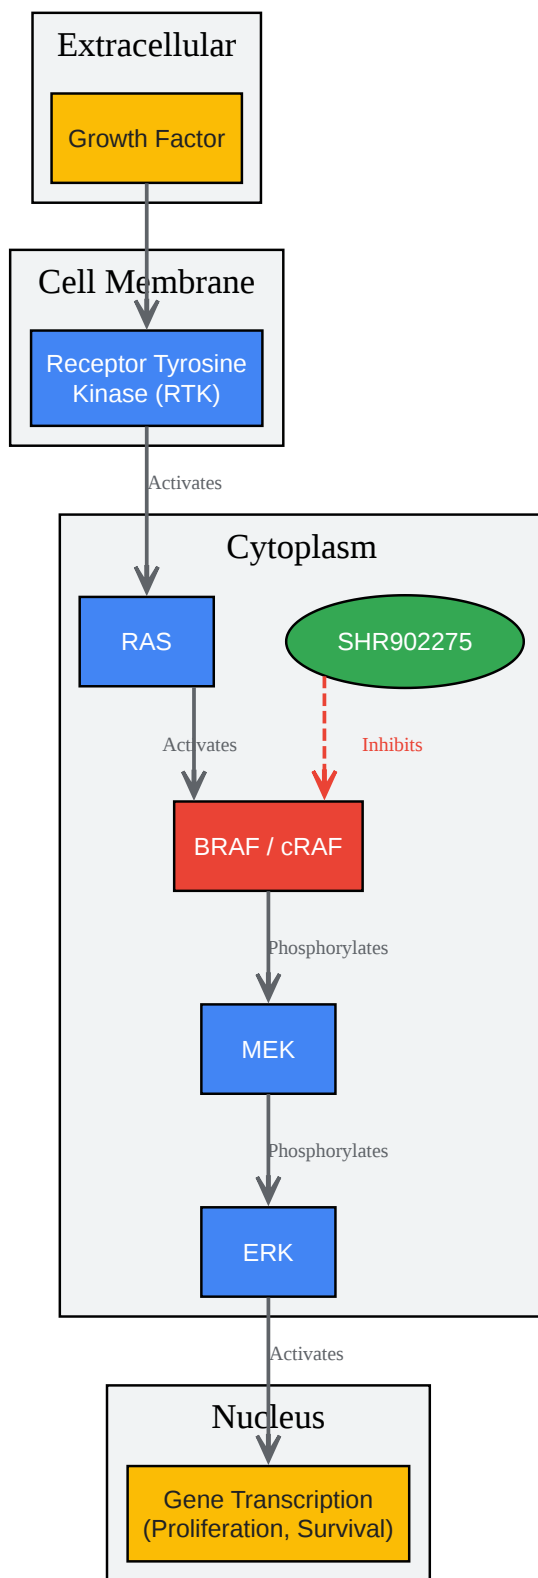 Extracellular
Growth Factor
Cell Membrane
Receptor Tyrosine
Kinase (RTK)
Activates
Cytoplasm
RAS
SHR902275
Activates
Inhibits
BRAF / cRAF
Phosphorylates
MEK
Phosphorylates
ERK
Activates
Nucleus
Gene Transcription
(Proliferation, Survival)